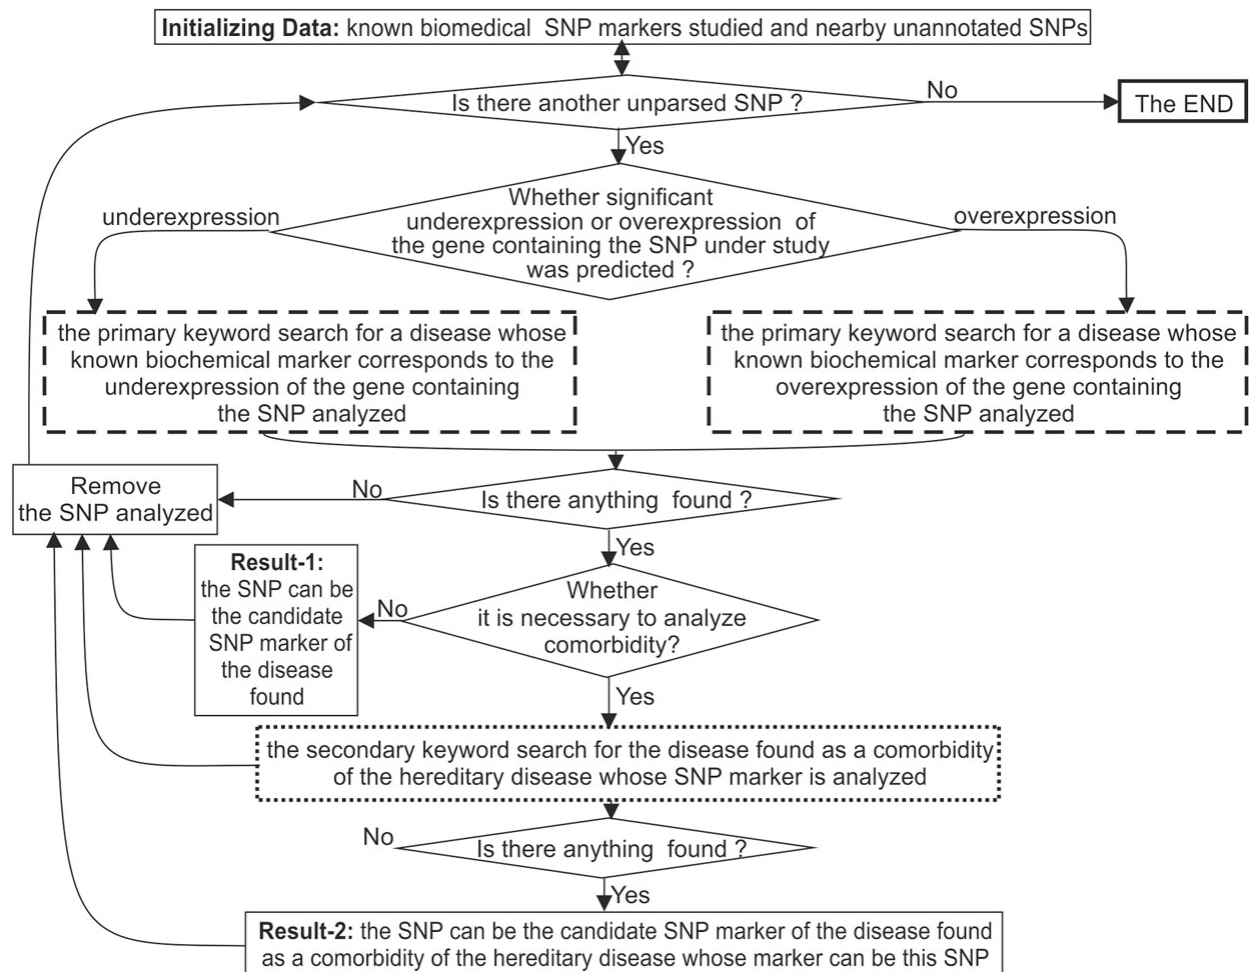 Initializing Data: known biomedical SNP markers studied and nearby unannotated SNPs
Is there another unparsed SNP ?
No
The END
Yes
Whether significant
underexpression or overexpression of
the gene containing the SNP under study
was predicted ?
underexpression
overexpression
the primary keyword search for a disease whose
known biochemical marker corresponds to the
underexpression of the gene containing
the SNP analyzed
the primary keyword search for a disease whose
known biochemical marker corresponds to the
overexpression of the gene containing
the SNP analyzed
Remove
the SNP analyzed
No
Is there anything found ?
Yes
Result-1:
the SNP can be
the candidate
SNP marker of
the disease
found
No
Whether
it is necessary to analyze
comorbidity?
Yes
the secondary keyword search for the disease found as a comorbidity
of the hereditary disease whose SNP marker is analyzed
No
Is there anything found ?
Yes
Result-2: the SNP can be the candidate SNP marker of the disease found
as a comorbidity of the hereditary disease whose marker can be this SNP